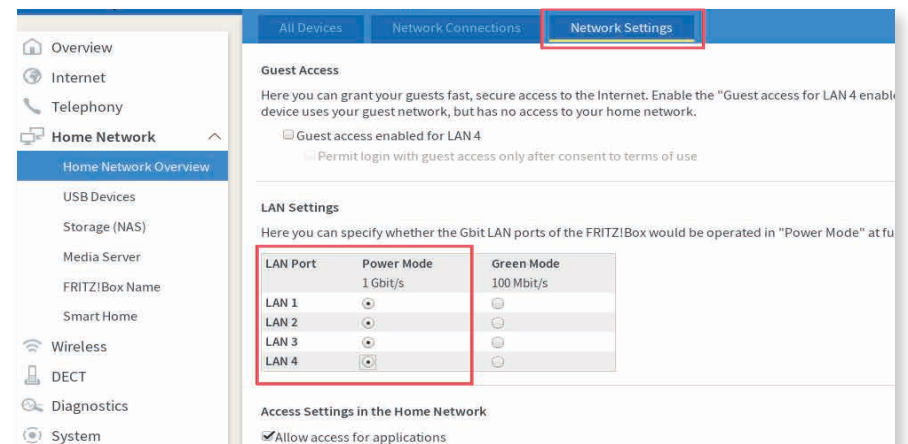 All Devices
Network Connections
Network Settings
Overview
Internet
Telephony
Home Network
Home Network Overview
USB Devices
Storage (NAS)
Media Server
FRITZ!Box Name
Smart Home
Wireless
DECT
Diagnostics
System
Guest Access
Here you can grant your guests fast, secure access to the Internet. Enable the "Guest access for LAN 4 enable
device uses your guest network, but has no access to your home network.
Guest access enabled for LAN 4
Permit login with guest access only after consent to terms of use
LAN Settings
Here you can specify whether the Gbit LAN ports of the FRITZ!Box would be operated in "Power Mode" at fu
LAN Port Power Mode Green Mode
1 Gbit/s 100 Mbit/s
LAN 1
LAN 2
LAN 3
LAN 4
Access Settings in the Home Network
Allow access for applications